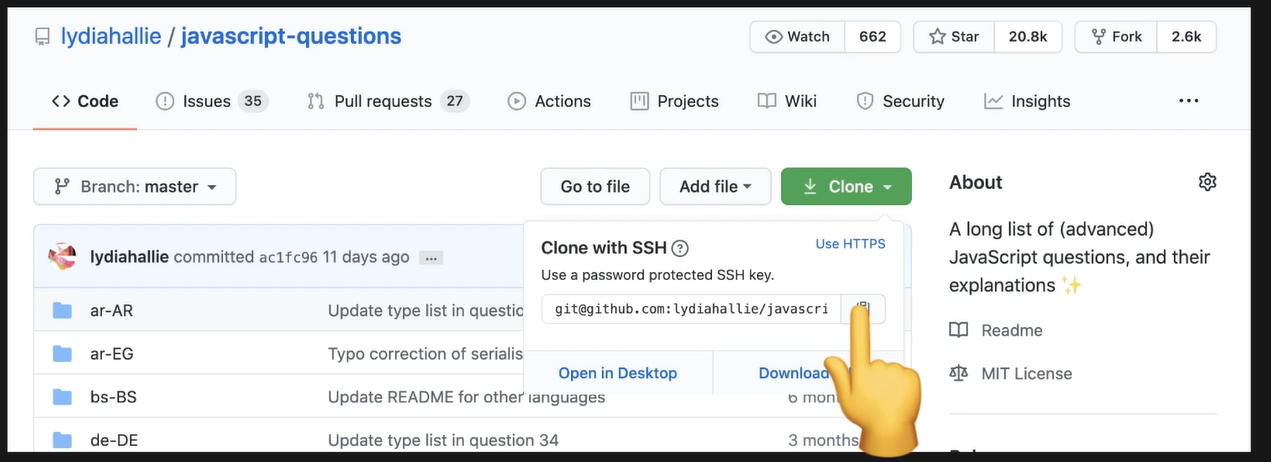 lydiahallie / javascript-questions
Watch 662 Star 20.8k Fork 2.6k
Code Issues 35 Pull requests 27 Actions Projects Wiki Security Insights ...
Branch: master Go to file Add file Clone
About
A long list of (advanced)
JavaScript questions, and their
explanations ✨
Readme
MIT License
lydiahallie committed ac1fc96 11 days ago ...
Clone with SSH ? Use HTTPS
Use a password protected SSH key.
git@github.com:lydiahallie/javascri
Open in Desktop Download
ar-AR Update type list in questio
ar-EG Typo correction of serialis
bs-BS Update README for other languages 6 mon
de-DE Update type list in question 34 3 months